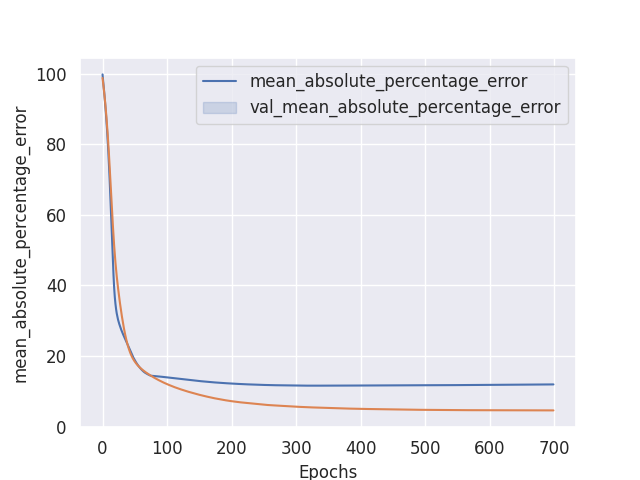 mean_absolute_percentage_error
val_mean_absolute_percentage_error
mean_absolute_percentage_error
100
80
60
40
20
0
0 100 200 300 400 500 600 700
Epochs